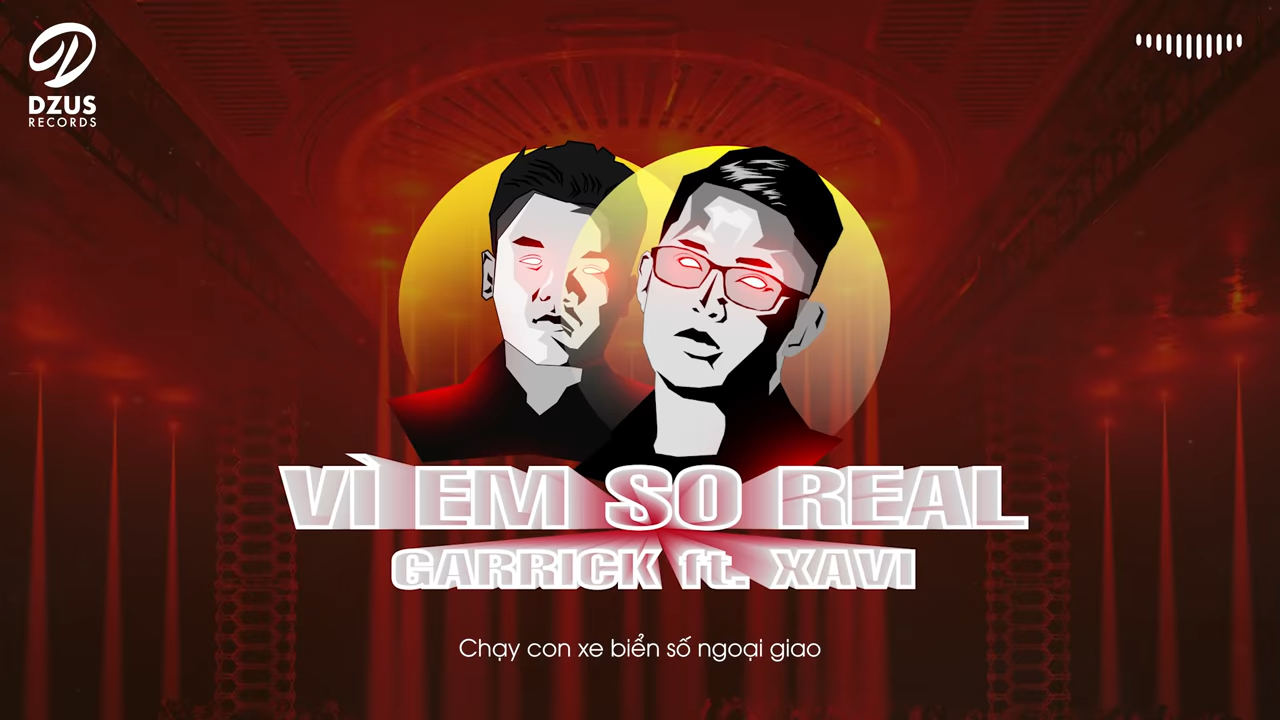 DZUS
RECORDS
VÌ EM SO REAL
GARRICK ft. XAVI
Chạy con xe biển số ngoại giao